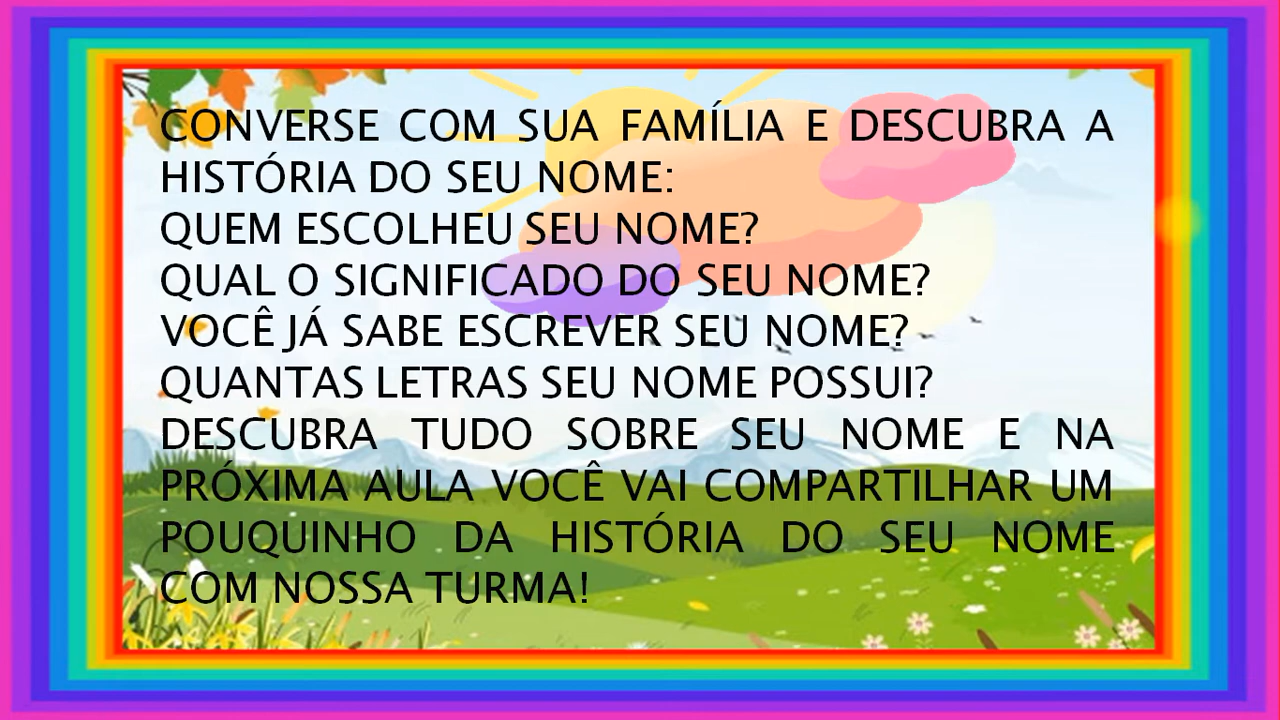 CONVERSE COM SUA FAMÍLIA E DESCUBRA A
HISTÓRIA DO SEU NOME:
QUEM ESCOLHEU SEU NOME?
QUAL O SIGNIFICADO DO SEU NOME?
VOCÊ JÁ SABE ESCREVER SEU NOME?
QUANTAS LETRAS SEU NOME POSSUI?
DESCUBRA TUDO SOBRE SEU NOME E NA
PRÓXIMA AULA VOCÊ VAI COMPARTILHAR UM
POUQUINHO DA HISTÓRIA DO SEU NOME
COM NOSSA TURMA!